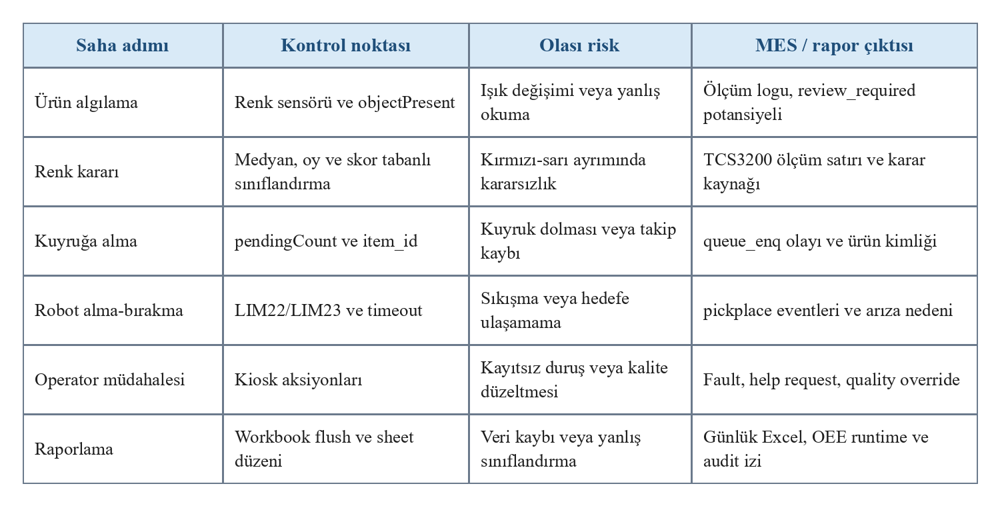 Saha adımı
Kontrol noktası
Olası risk
MES / rapor çıktısı
Ürün algılama
Renk sensörü ve objectPresent
Işık değişimi veya yanlış
okuma
Ölçüm logu, review_required
potansiyeli
Renk kararı
Medyan, oy ve skor tabanlı
sınıflandırma
Kırmızı-sarı ayrımında
kararsızlık
TCS3200 ölçüm satırı ve karar
kaynağı
Kuyruğa alma
pendingCount ve item_id
Kuyruk dolması veya takip
kaybı
queue_enq olayı ve ürün kimliği
Robot alma-bırakma
LIM22/LIM23 ve timeout
Sıkışma veya hedefe
ulaşamama
pickplace eventleri ve arıza nedeni
Operator müdahalesi
Kiosk aksiyonları
Kayıtsız duruş veya kalite
düzeltmesi
Fault, help request, quality override
Raporlama
Workbook flush ve sheet
düzeni
Veri kaybı veya yanlış
sınıflandırma
Günlük Excel, OEE runtime ve
audit izi